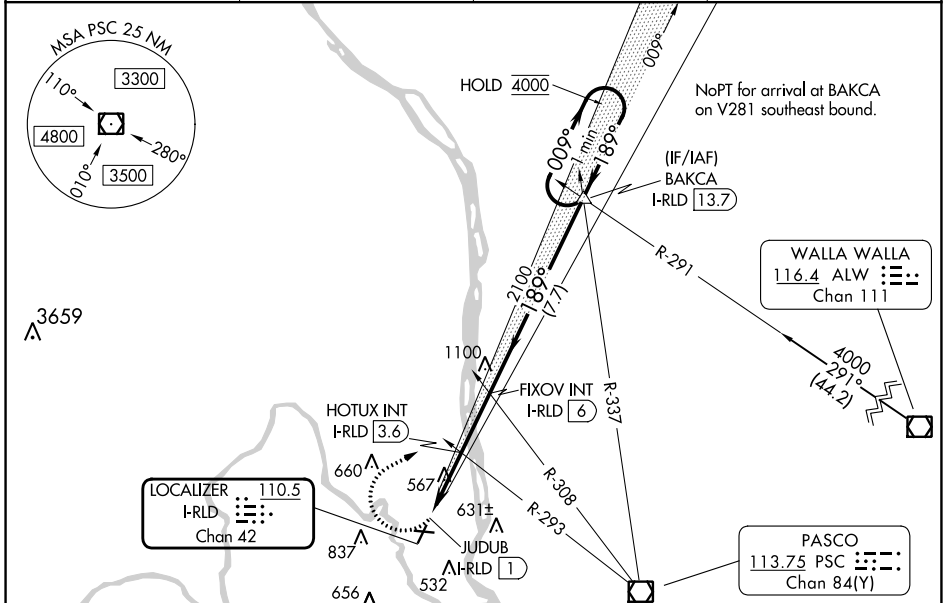 MSA PSC 25 NM
110°
3300
4800
280°
010°
3500
HOLD 4000
009°
NoPT for arrival at BAKCA
on V281 southeast bound.
009°
1 min
189°
(IF/IAF)
BAKCA
I-RLD 13.7
R-291
WALLA WALLA
116.4 ALW
Chan 111
2100
189°
(7.7)
3659
4000
291°
(44.2)
1100
R-337
FIXOV INT
I-RLD 6
HOTUX INT
I-RLD 3.6
660
567
R-308
R-293
LOCALIZER 110.5
I-RLD
Chan 42
631±
837
JUDUB
I-RLD 1
532
656
PASCO
113.75 PSC
Chan 84(Y)